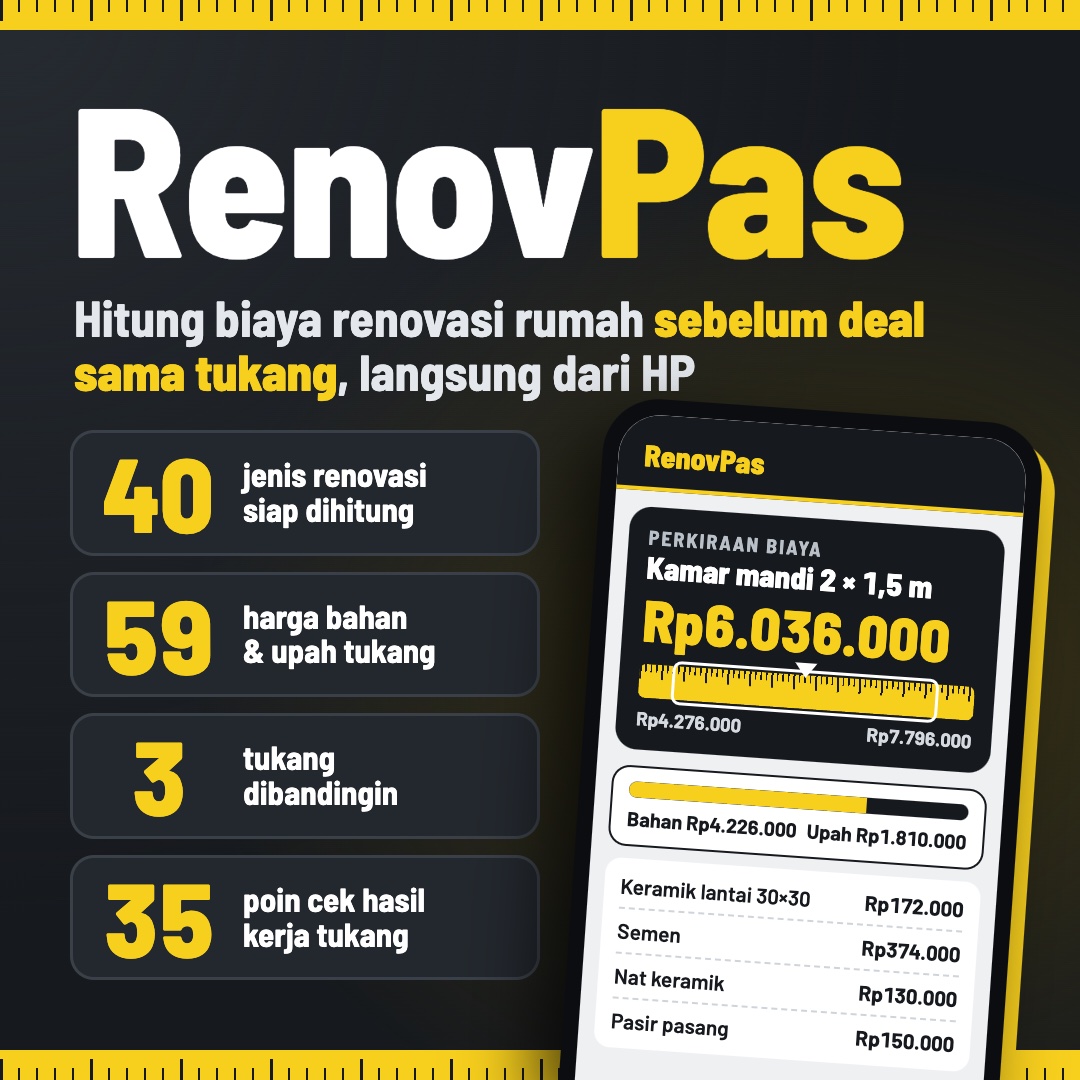 RenovPas
Hitung biaya renovasi rumah sebelum deal
sama tukang, langsung dari HP
40
jenis renovasi
siap dihitung
59
harga bahan
& upah tukang
3
tukang
dibandingin
35
poin cek hasil
kerja tukang
RenovPas
PERKIRAAN BIAYA
Kamar mandi 2 × 1,5 m
Rp6.036.000
Rp4.276.000 Rp7.796.000
Bahan Rp4.226.000 Upah Rp1.810.000
Keramik lantai 30×30 Rp172.000
Semen Rp374.000
Nat keramik Rp130.000
Pasir pasang Rp150.000